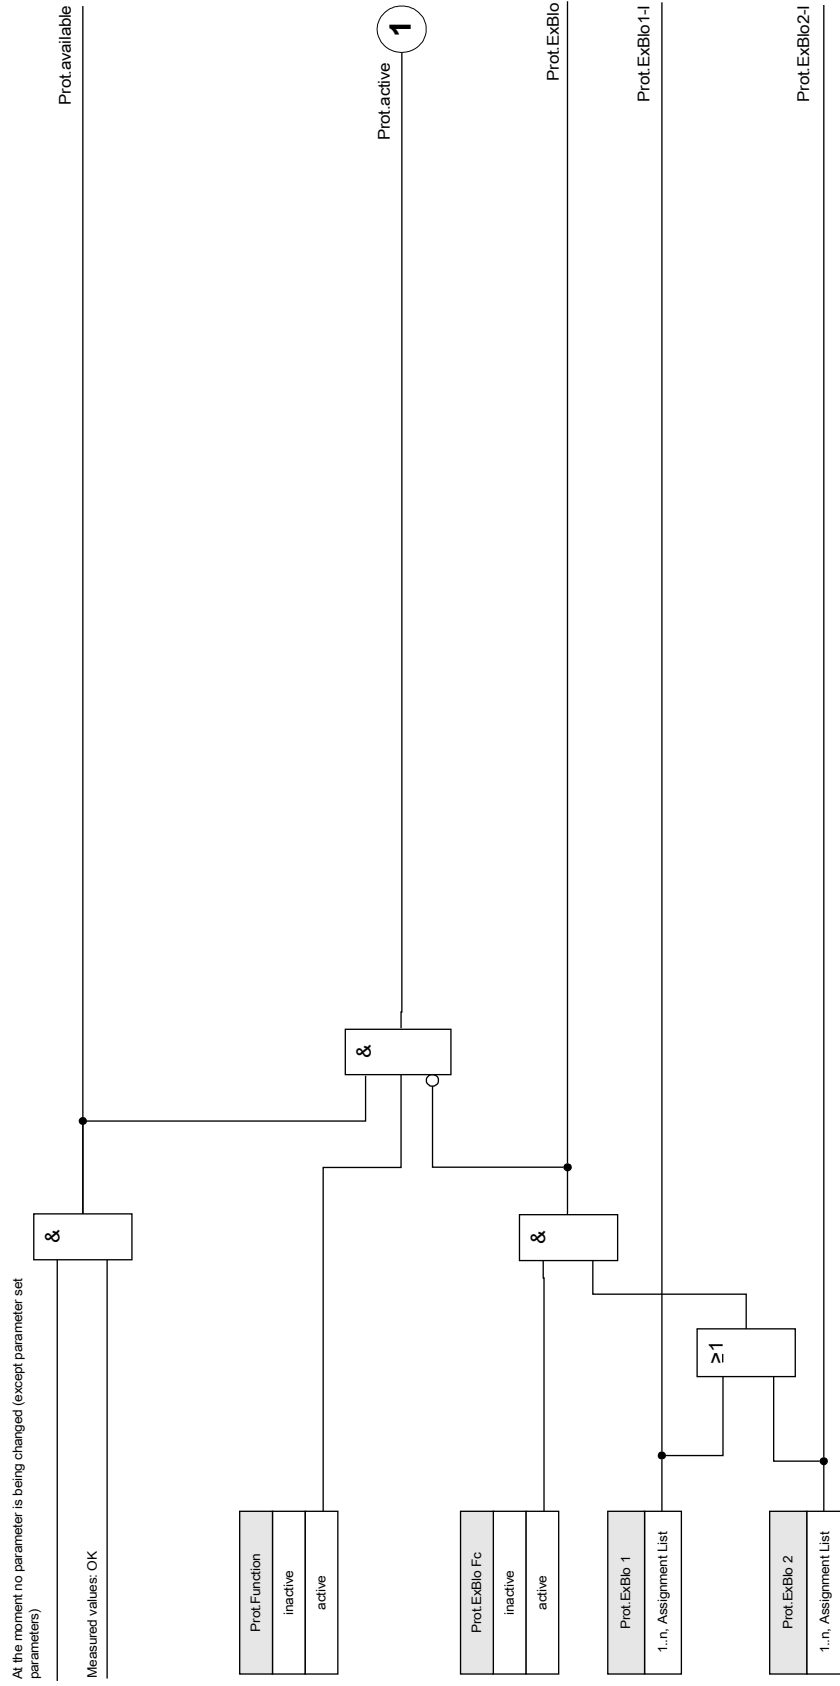 At the moment no parameter is being changed (except parameter set
parameters)
Measured values: OK
&
Prot.available
Prot.Function
inactive
active
&
Prot.active
1
Prot.ExBlo Fc
inactive
active
&
Prot.ExBlo
Prot.ExBlo 1
1..n, Assignment List
≥1
Prot.ExBlo1-I
Prot.ExBlo 2
1..n, Assignment List
Prot.ExBlo2-I